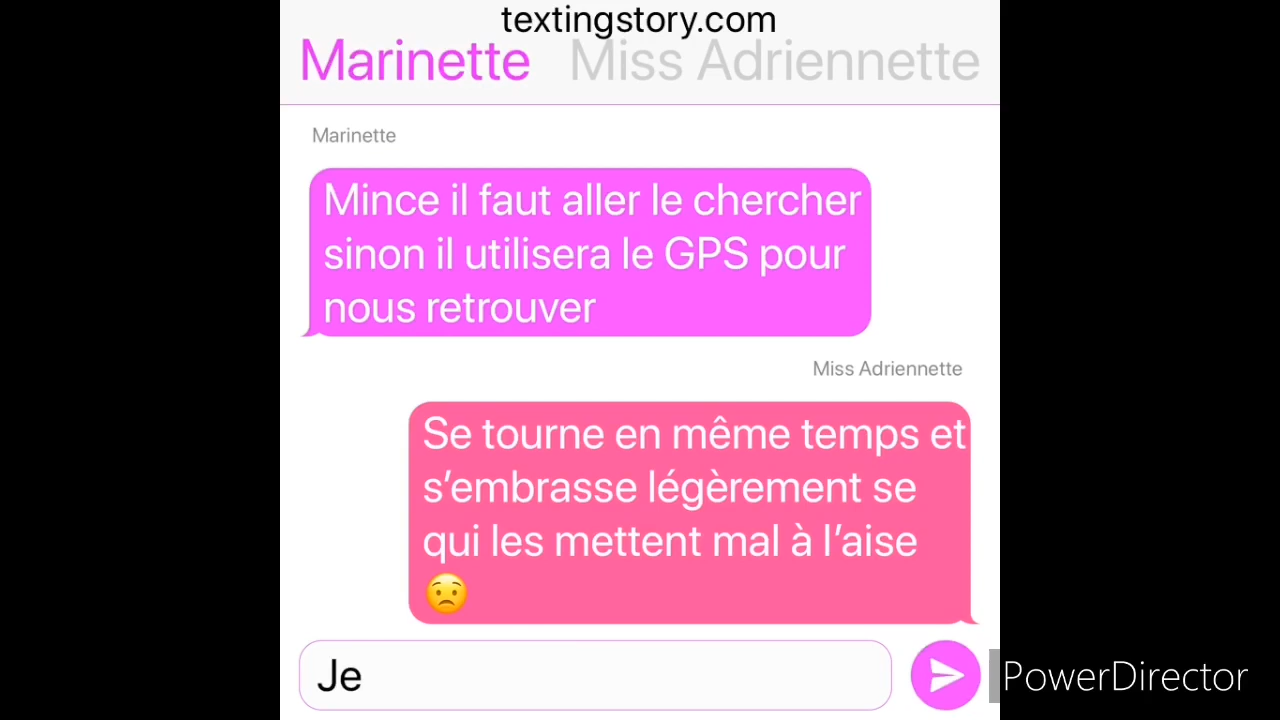 textingstory.com
Marinette Miss Adriennette
Marinette
Mince il faut aller le chercher
sinon il utilisera le GPS pour
nous retrouver
Miss Adriennette
Se tourne en même temps et
s’embrasse légèrement se
qui les mettent mal à l’aise
😟
Je
PowerDirector